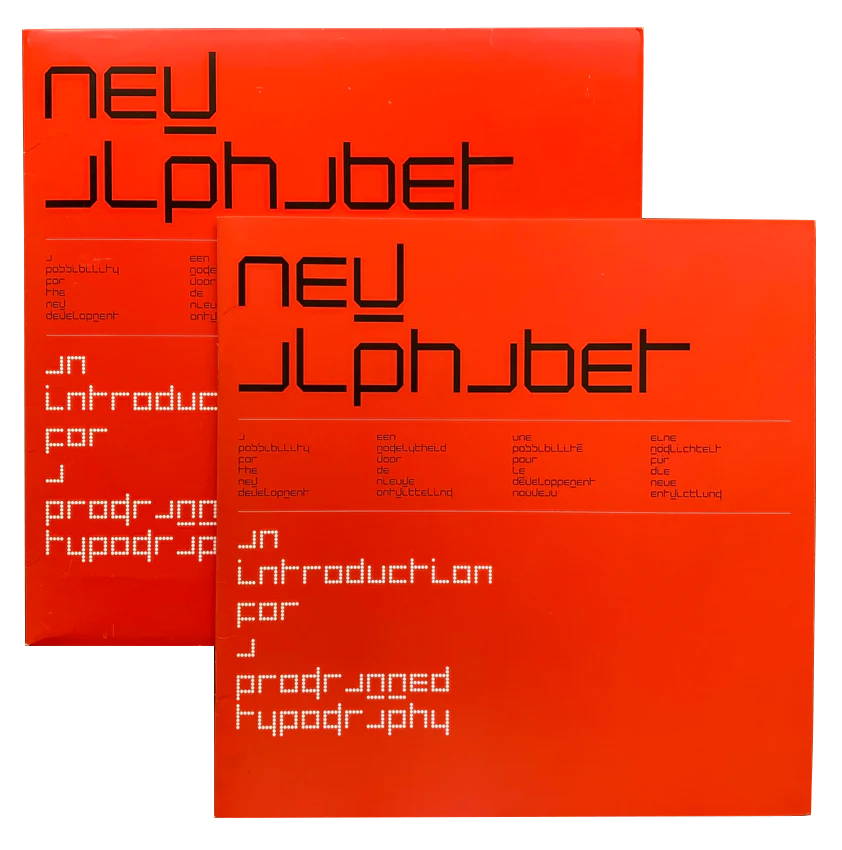 new
alphabet
a
possibility
for
the
new
development
een
voor
de
an
for
a
new
alphabet
a
possibility
for
the
new
development
een
mogelijkheid
voor
de
nieuwe
ontwikkeling
une
possibilité
pour
le
développement
nouveau
eine
möglichkeit
für
die
neue
entwicklung
an
introduction
for
a
programmed
typography